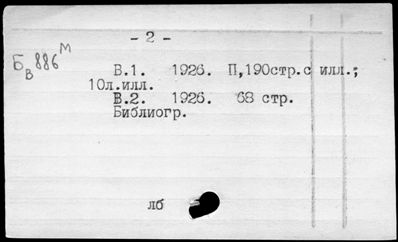 - 2 -
Б в 886 м
В.1. 1926. П,190стр.с илл.;
10л.илл.
В.2. 1926. 68 стр.
Библиогр.
лб